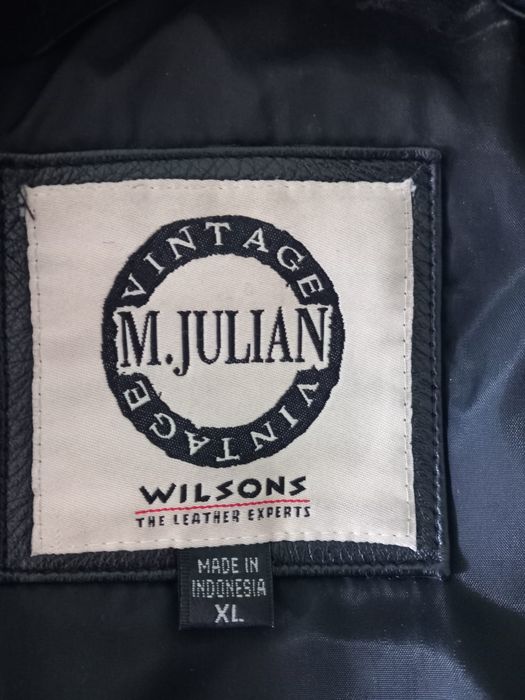 VINTAGE
M.JULIAN
VINTAGE
WILSONS
THE LEATHER EXPERTS
MADE IN
INDONESIA
XL